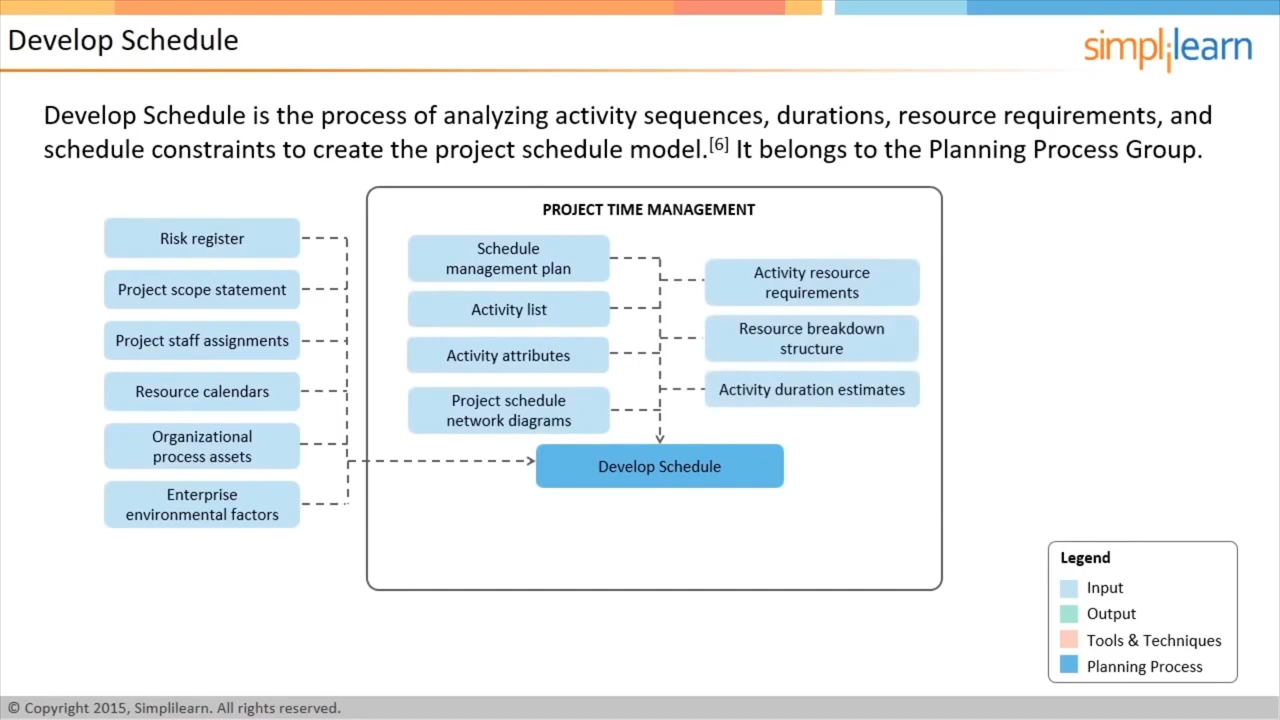 Develop Schedule
simplilearn
Develop Schedule is the process of analyzing activity sequences, durations, resource requirements, and
schedule constraints to create the project schedule model.[6] It belongs to the Planning Process Group.
PROJECT TIME MANAGEMENT
Risk register
Project scope statement
Project staff assignments
Resource calendars
Organizational
process assets
Enterprise
environmental factors
Schedule
management plan
Activity list
Activity attributes
Project schedule
network diagrams
Activity resource
requirements
Resource breakdown
structure
Activity duration estimates
Develop Schedule
Legend
Input
Output
Tools & Techniques
Planning Process
© Copyright 2015, Simplilearn. All rights reserved.